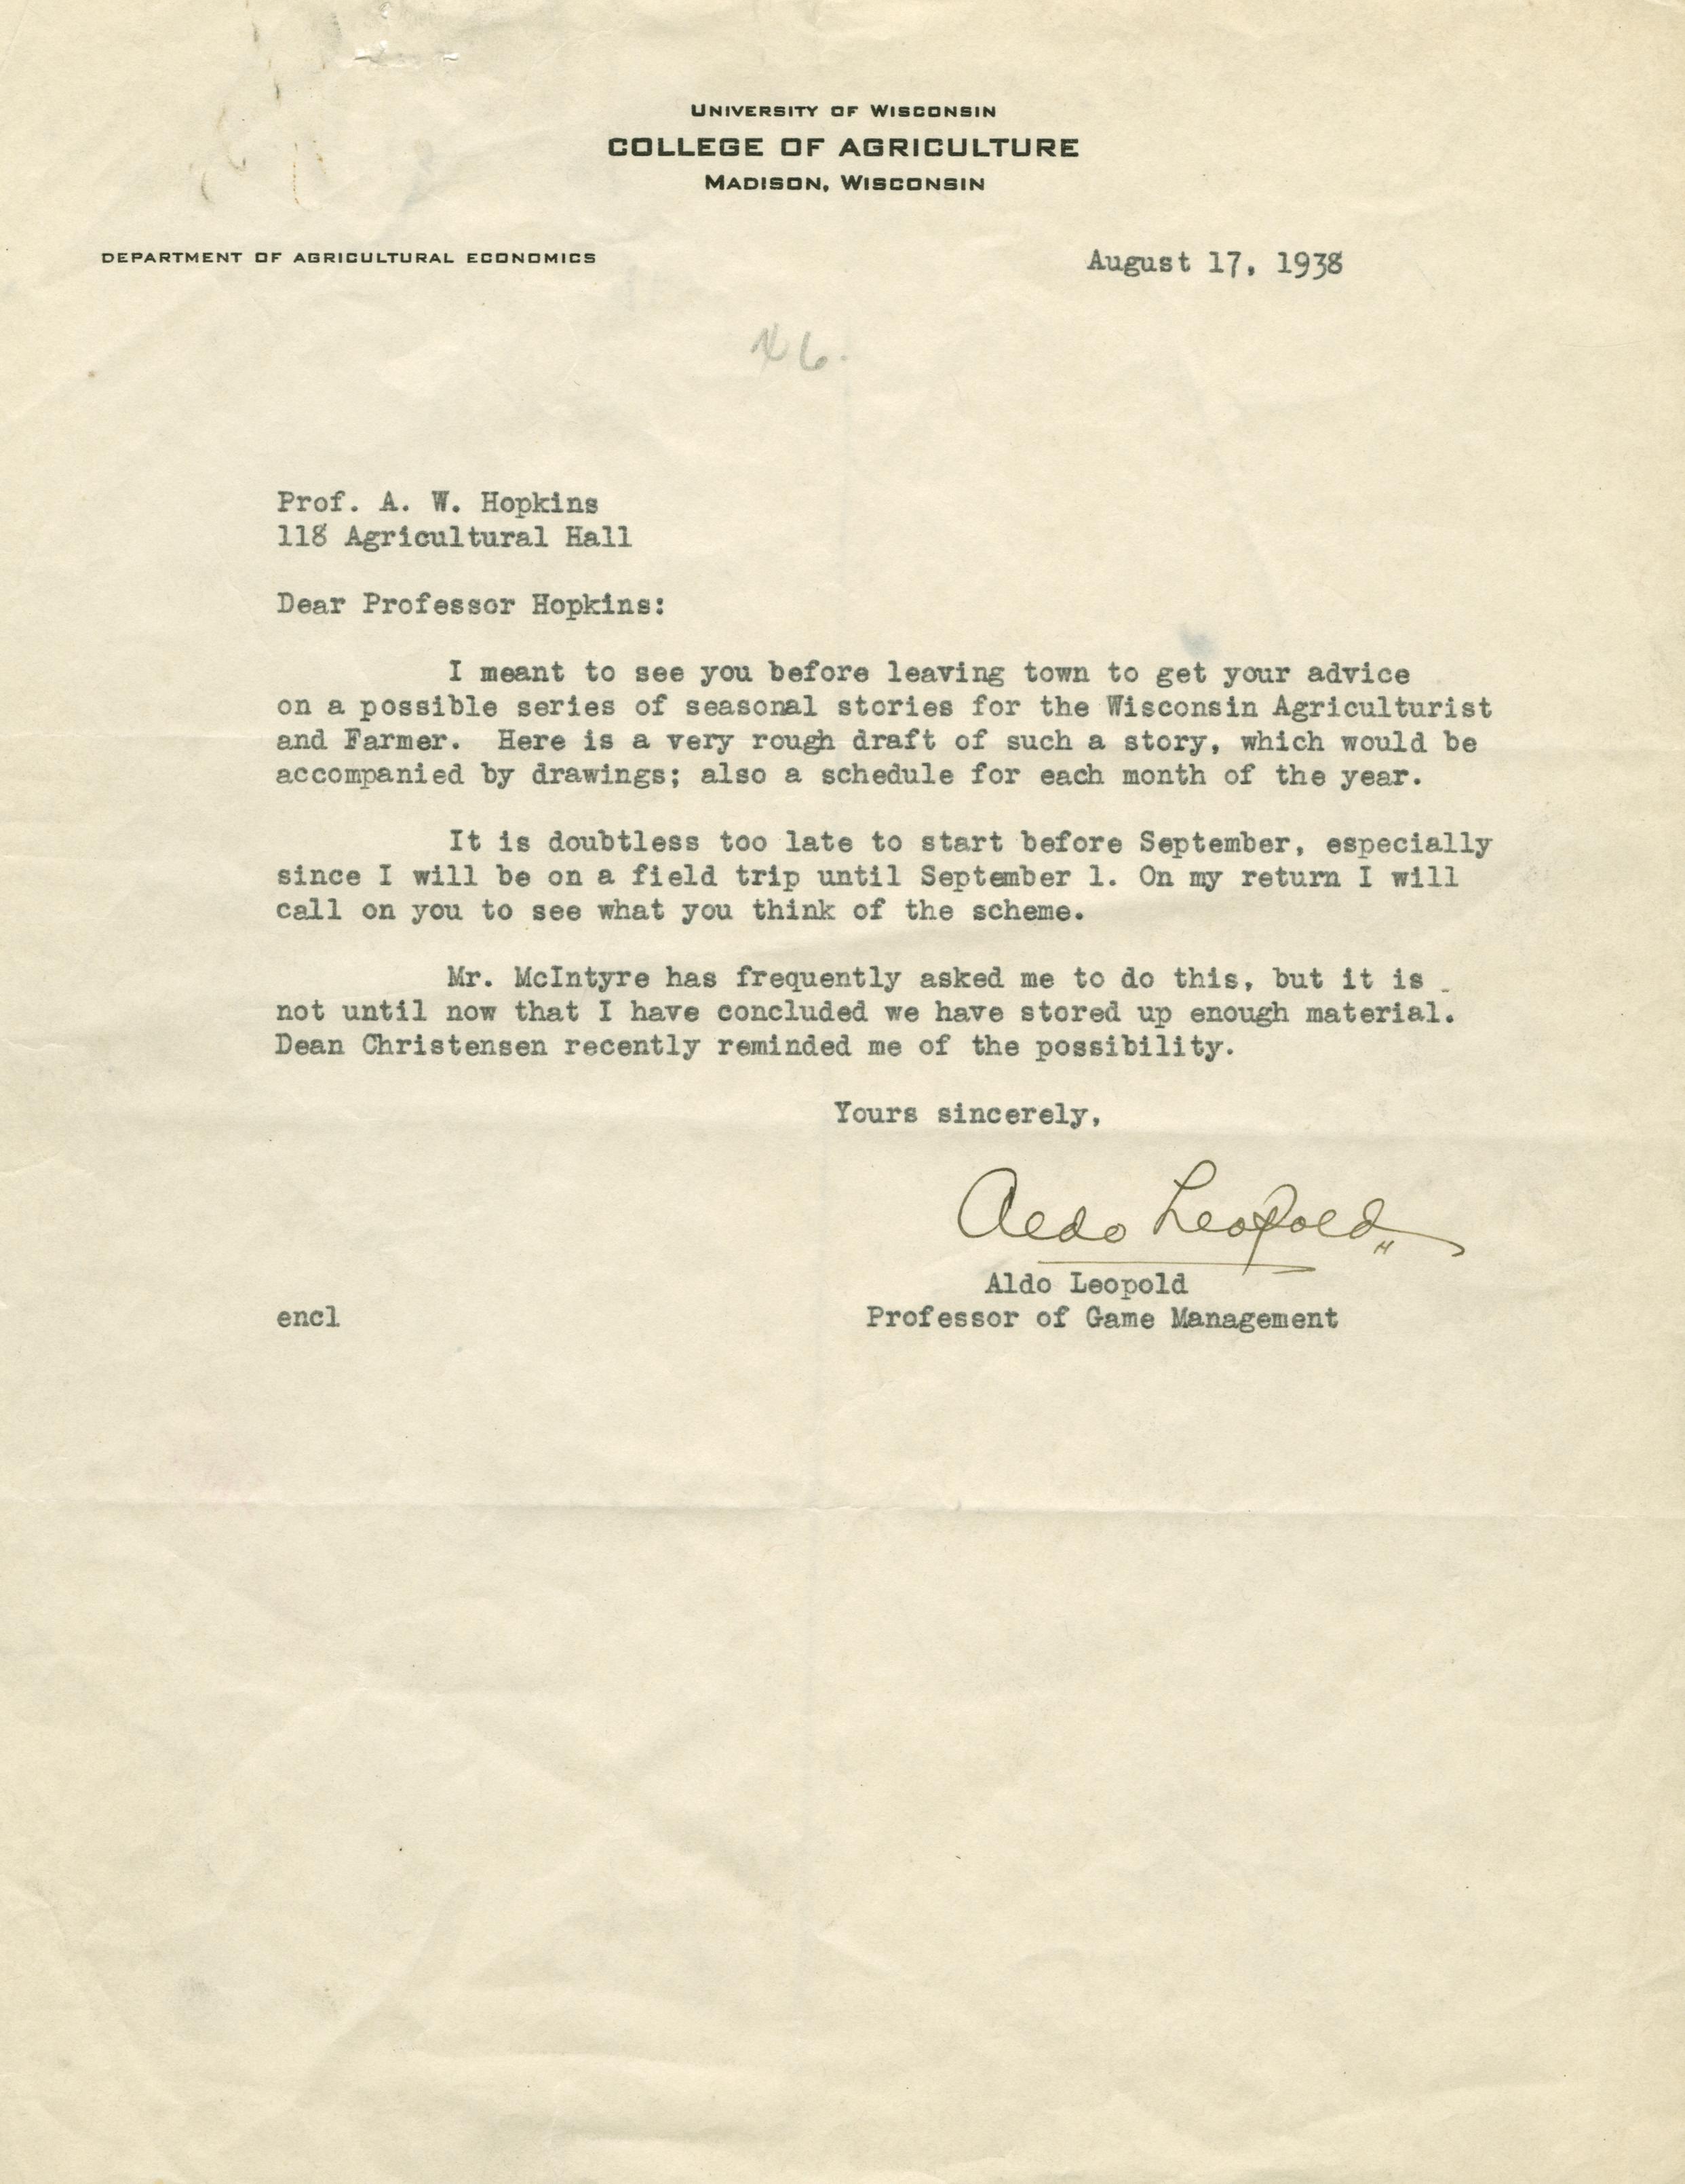 UNIVERSITY OF WISCONSIN
COLLEGE OF AGRICULTURE
MADISON, WISCONSIN
DEPARTMENT OF AGRICULTURAL ECONOMICS
August 17, 1938
Prof. A. W. Hopkins
118 Agricultural Hall
Dear Professor Hopkins:
I meant to see you before leaving town to get your advice
on a possible series of seasonal stories for the Wisconsin Agriculturist
and Farmer. Here is a very rough draft of such a story, which would be
accompanied by drawings; also a schedule for each month of the year.
It is doubtless too late to start before September, especially
since I will be on a field trip until September 1. On my return I will
call on you to see what you think of the scheme.
Mr. McIntyre has frequently asked me to do this, but it is
not until now that I have concluded we have stored up enough material.
Dean Christensen recently reminded me of the possibility.
Yours sincerely,
Aldo Leopold
Aldo Leopold
encl
Professor of Game Management